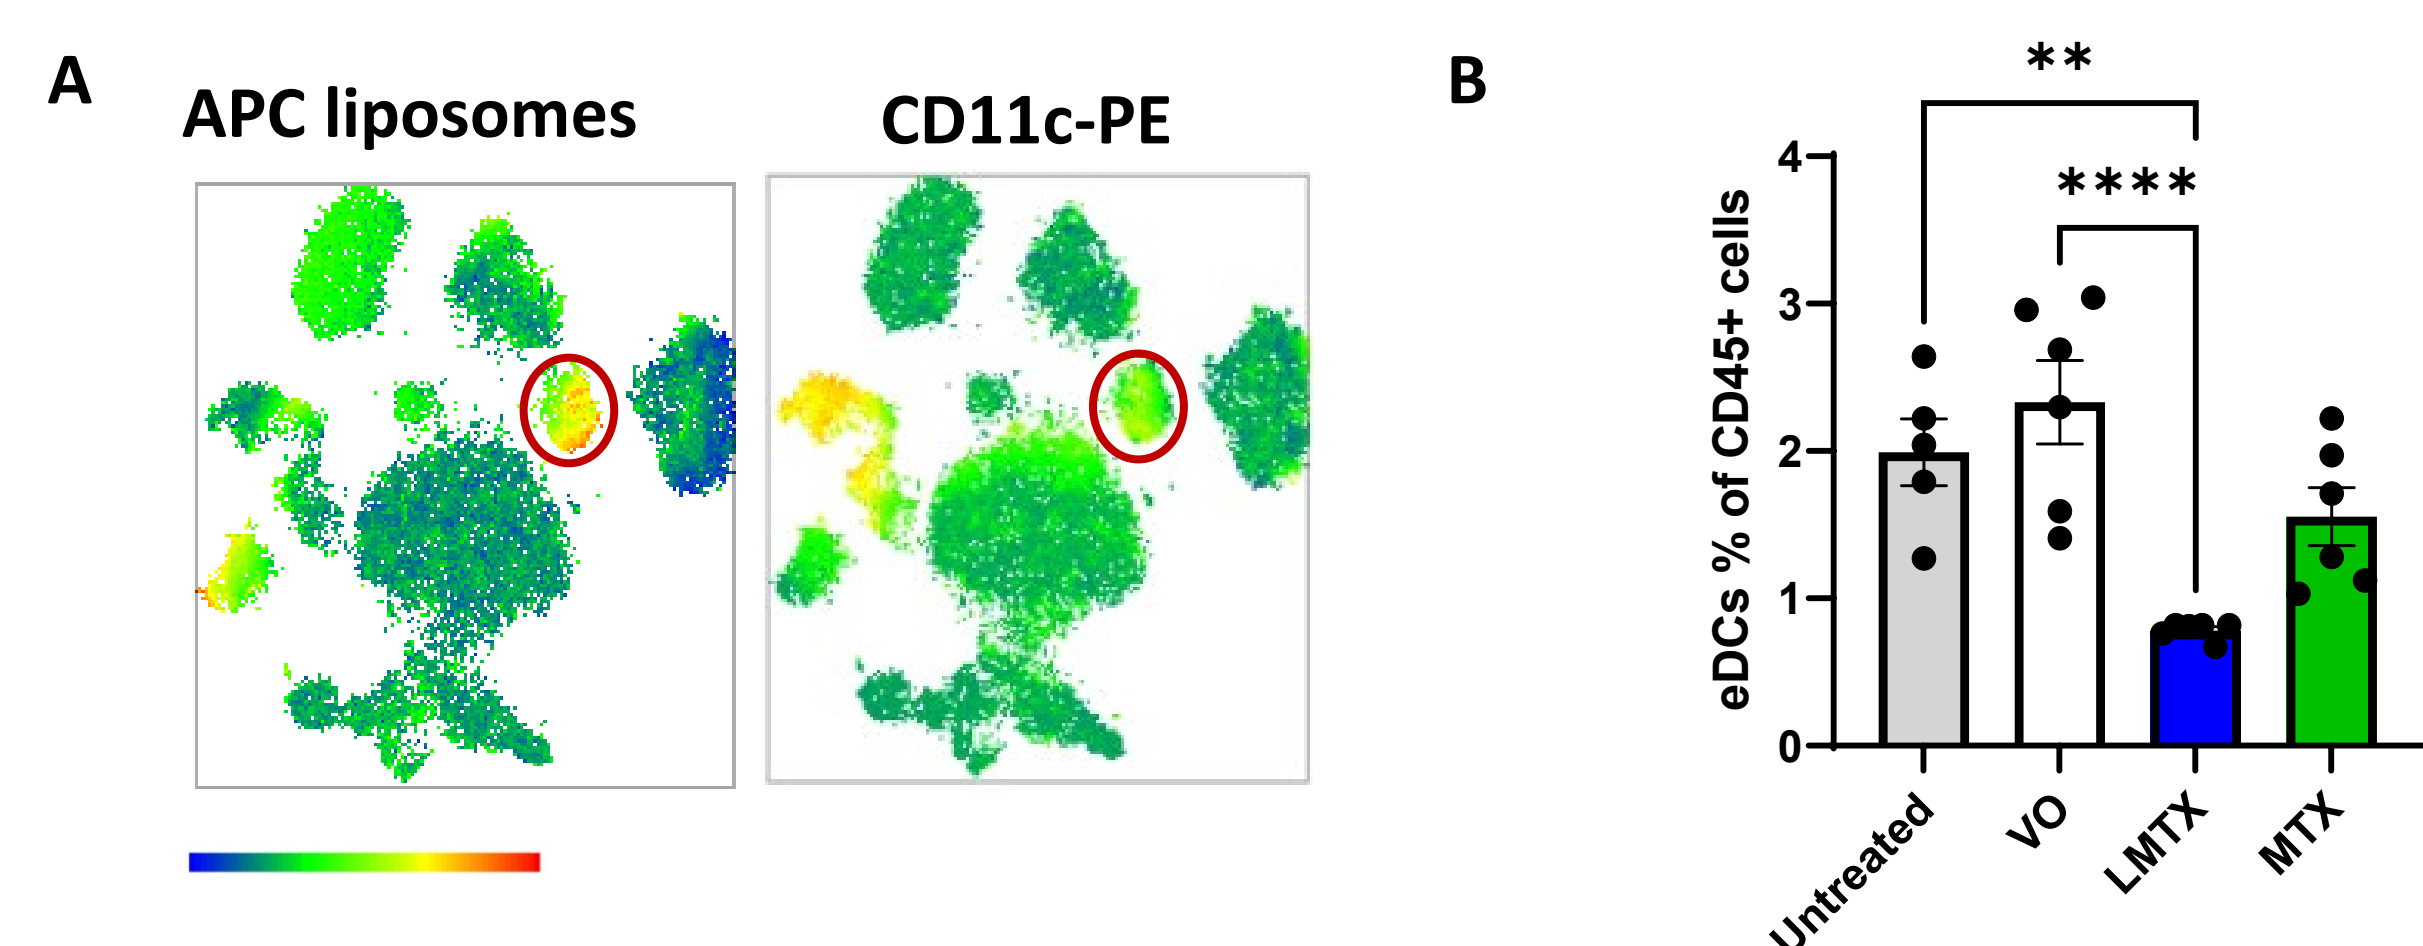 A
APC liposomes
CD11c-PE
B
**
****
eDCs % of CD45+ cells
4
3
2
1
0
Untreated
VO
LMTX
MTX